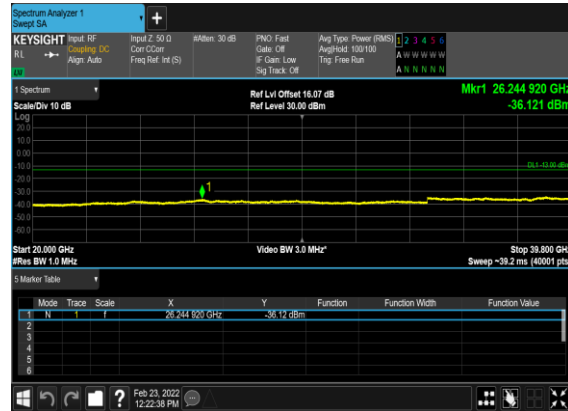 Spectrum Analyzer 1
Swept SA
KEYSIGHT Input: RF Input Z: 50 Ω #Atten: 30 dB PNO: Fast Avg Type: Power (RMS) 1 2 3 4 5 6
RL Coupling: DC Corr CCorr Gate: Off Avg|Hold: 100/100 A W W W W W
Align: Auto Freq Ref: Int (S) IF Gain: Low Trig: Free Run
Sig Track: Off A N N N N N
1 Spectrum Ref Lvl Offset 16.07 dB Mkr1 26.244 920 GHz
Scale/Div 10 dB Ref Level 30.00 dBm -36.121 dBm
Log
20.0
10.0
0.00
-10.0
DL1 -13.00 dBm
-20.0
1
-30.0
-40.0
-50.0
-60.0
Start 20.000 GHz Video BW 3.0 MHz* Stop 39.800 GHz
#Res BW 1.0 MHz Sweep ~39.2 ms (40001 pts)
5 Marker Table
Mode Trace Scale X Y Function Function Width Function Value
1 N 1 f 26.244 920 GHz -36.12 dBm
2
3
4
5
6
? Feb 23, 2022
12:22:38 PM